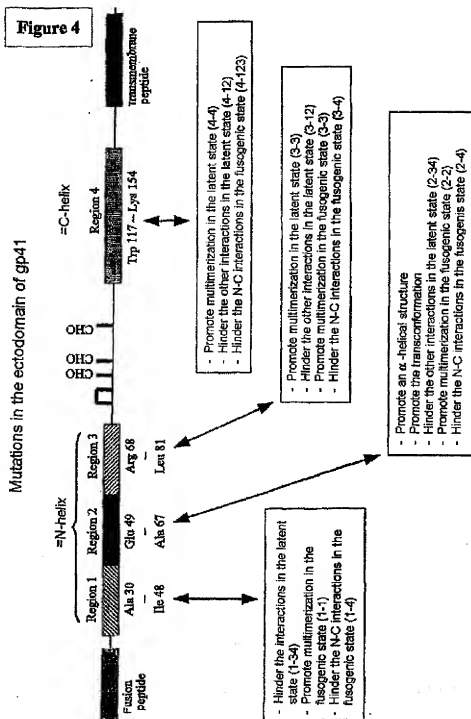 Figure 4
Mutations in the ectodomain of gp41
=N-helix
=C-helix
Fusion
peptide
Region 1
Region 2
Region 3
CHO
CHO
CHO
Region 4
Transmembrane
peptide
Ala 30
–
Ile 48
Glu 49
–
Ala 67
Arg 68
–
Leu 81
Trp 117 – Lys 154
- Hinder the interactions in the latent
state (1-34)
- Promote multimerization in the
fusogenic state (1-1)
- Hinder the N-C interactions in the
fusogenic state (1-4)
- Promote an α-helical structure
- Promote the transconformation
- Hinder the other interactions in the latent state (2-34)
- Promote multimerization in the fusogenic state (2-2)
- Hinder the N-C interactions in the fusogenis state (2-4)
- Promote multimerization in the latent state (3-3)
- Hinder the other interactions in the latent state (3-12)
- Promote multimerization in the fusogenic state (3-3)
- Hinder the N-C interactions in the fusogenic state (3-4)
- Promote multimerization in the latent state (4-4)
- Hinder the other interactions in the latent state (4-12)
- Hinder the N-C interactions in the fusogenic state (4-123)